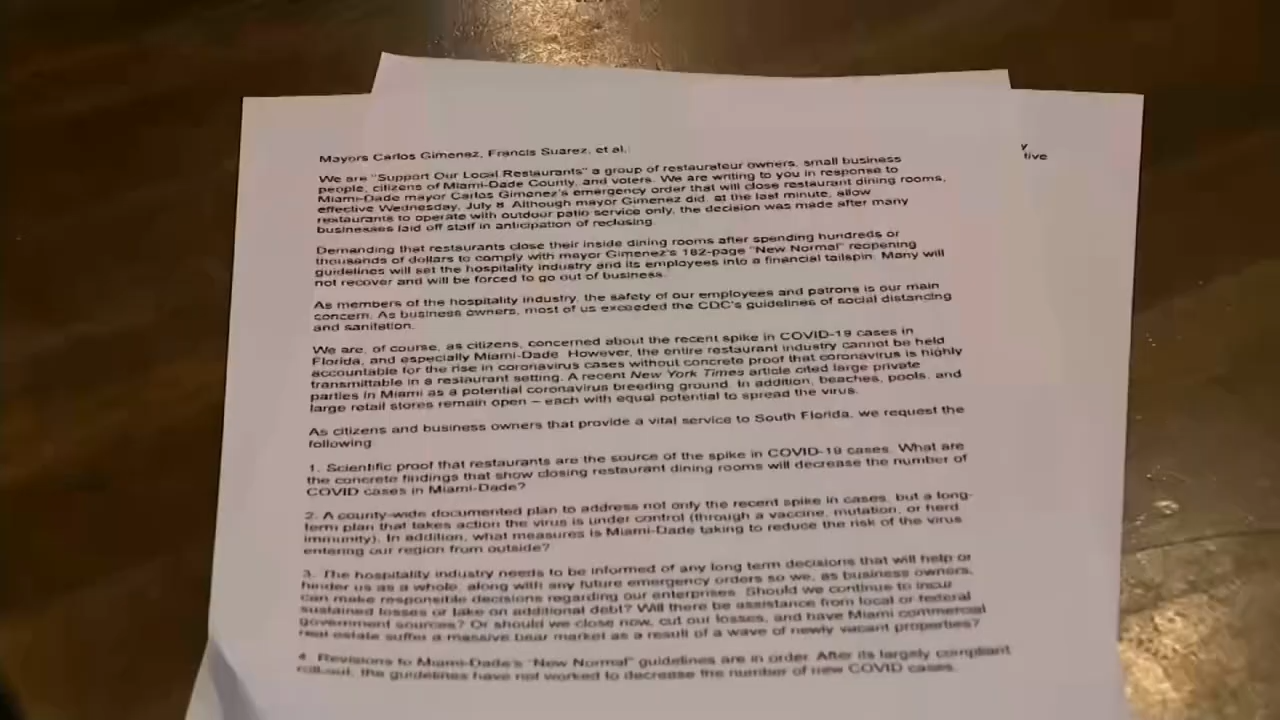 Mayors Carlos Gimenez, Francis Suarez, et al.
We are "Support Our Local Restaurants" a group of restaurateur owners, small business
people, citizens of Miami-Dade County, and voters. We are writing to you in response to
Miami-Dade mayor Carlos Gimenez's emergency order that will close restaurant dining rooms,
effective Wednesday, July 8. Although mayor Gimenez did, at the last minute, allow
restaurants to operate with outdoor patio service only, the decision was made after many
businesses laid off staff in anticipation of reclosing.
Demanding that restaurants close their inside dining rooms after spending hundreds or
thousands of dollars to comply with mayor Gimenez's 182-page "New Normal" reopening
guidelines will set the hospitality industry and its employees into a financial tailspin. Many will
not recover and will be forced to go out of business.
As members of the hospitality industry, the safety of our employees and patrons is our main
concern. As business owners, most of us exceeded the CDC's guidelines of social distancing
and sanitation.
We are, of course, as citizens, concerned about the recent spike in COVID-19 cases in
Florida, and especially Miami-Dade. However, the entire restaurant industry cannot be held
accountable for the rise in coronavirus cases without concrete proof that coronavirus is highly
transmittable in a restaurant setting. A recent New York Times article cited large private
parties in Miami as a potential coronavirus breeding ground. In addition, beaches, pools, and
large retail stores remain open – each with equal potential to spread the virus.
As citizens and business owners that provide a vital service to South Florida, we request the
following:
1. Scientific proof that restaurants are the source of the spike in COVID-19 cases. What are
the concrete findings that show closing restaurant dining rooms will decrease the number of
COVID cases in Miami-Dade?
2. A county-wide documented plan to address not only the recent spike in cases, but a long-
term plan that takes action the virus is under control (through a vaccine, mutation, or herd
immunity). In addition, what measures is Miami-Dade taking to reduce the risk of the virus
entering our region from outside?
3. The hospitality industry needs to be informed of any long term decisions that will help or
hinder us as a whole, along with any future emergency orders so we, as business owners,
can make responsible decisions regarding our enterprises. Should we continue to incur
sustained losses or take on additional debt? Will there be assistance from local or federal
government sources? Or should we close now, cut our losses, and have Miami commercial
real estate suffer a massive bear market as a result of a wave of newly vacant properties?
4. Revisions to Miami-Dade's "New Normal" guidelines are in order. After its largely compliant
roll-out, the guidelines have not worked to decrease the number of new COVID cases.
y
tive